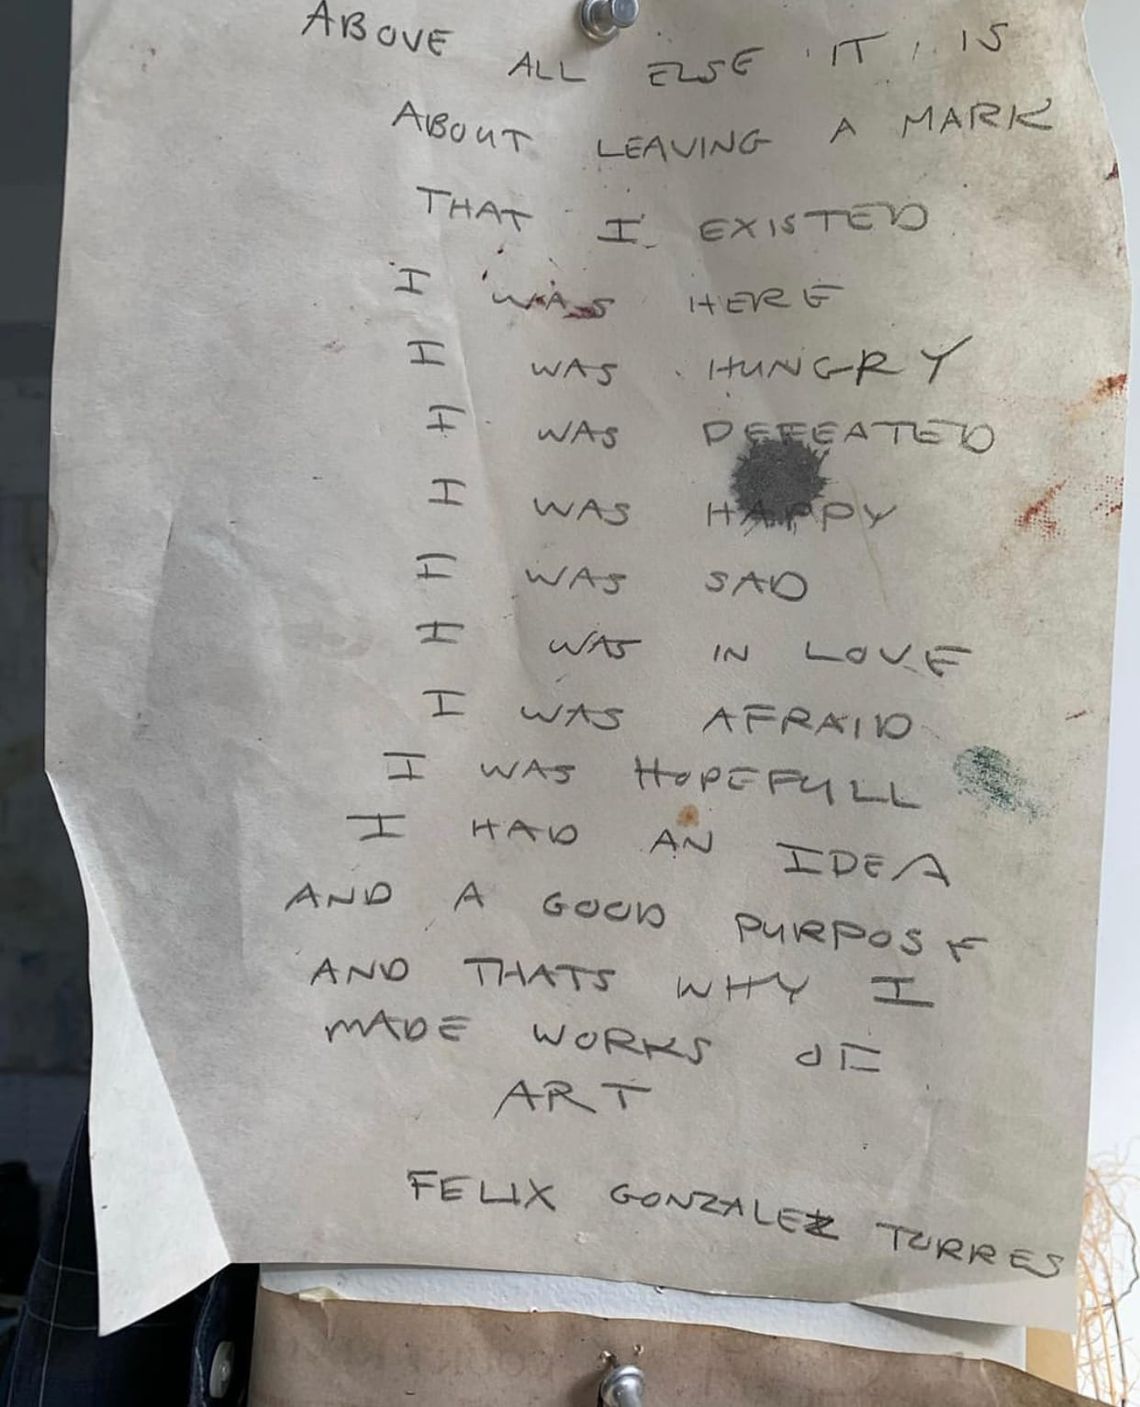 ABOVE ALL ELSE IT IS
ABOUT LEAVING A MARK
THAT I EXISTED
I WAS HERE
I WAS HUNGRY
I WAS DEFEATED
I WAS HAPPY
I WAS SAD
I WAS IN LOVE
I WAS AFRAID
I WAS HOPEFULL
I HAD AN IDEA
AND A GOOD PURPOSE
AND THATS WHY I
MADE WORKS OF
ART
FELIX GONZALEZ TORRES